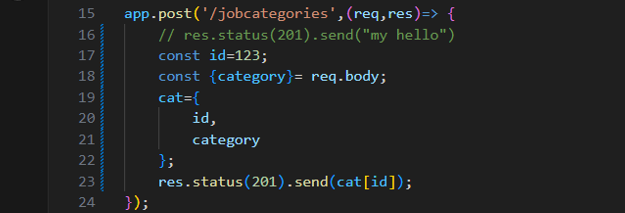 15 app.post('/jobcategories',(req,res)=> {
16 // res.status(201).send("my hello")
17 const id=123;
18 const {category}= req.body;
19 cat={
20 id,
21 category
22 };
23 res.status(201).send(cat[id]);
24 });